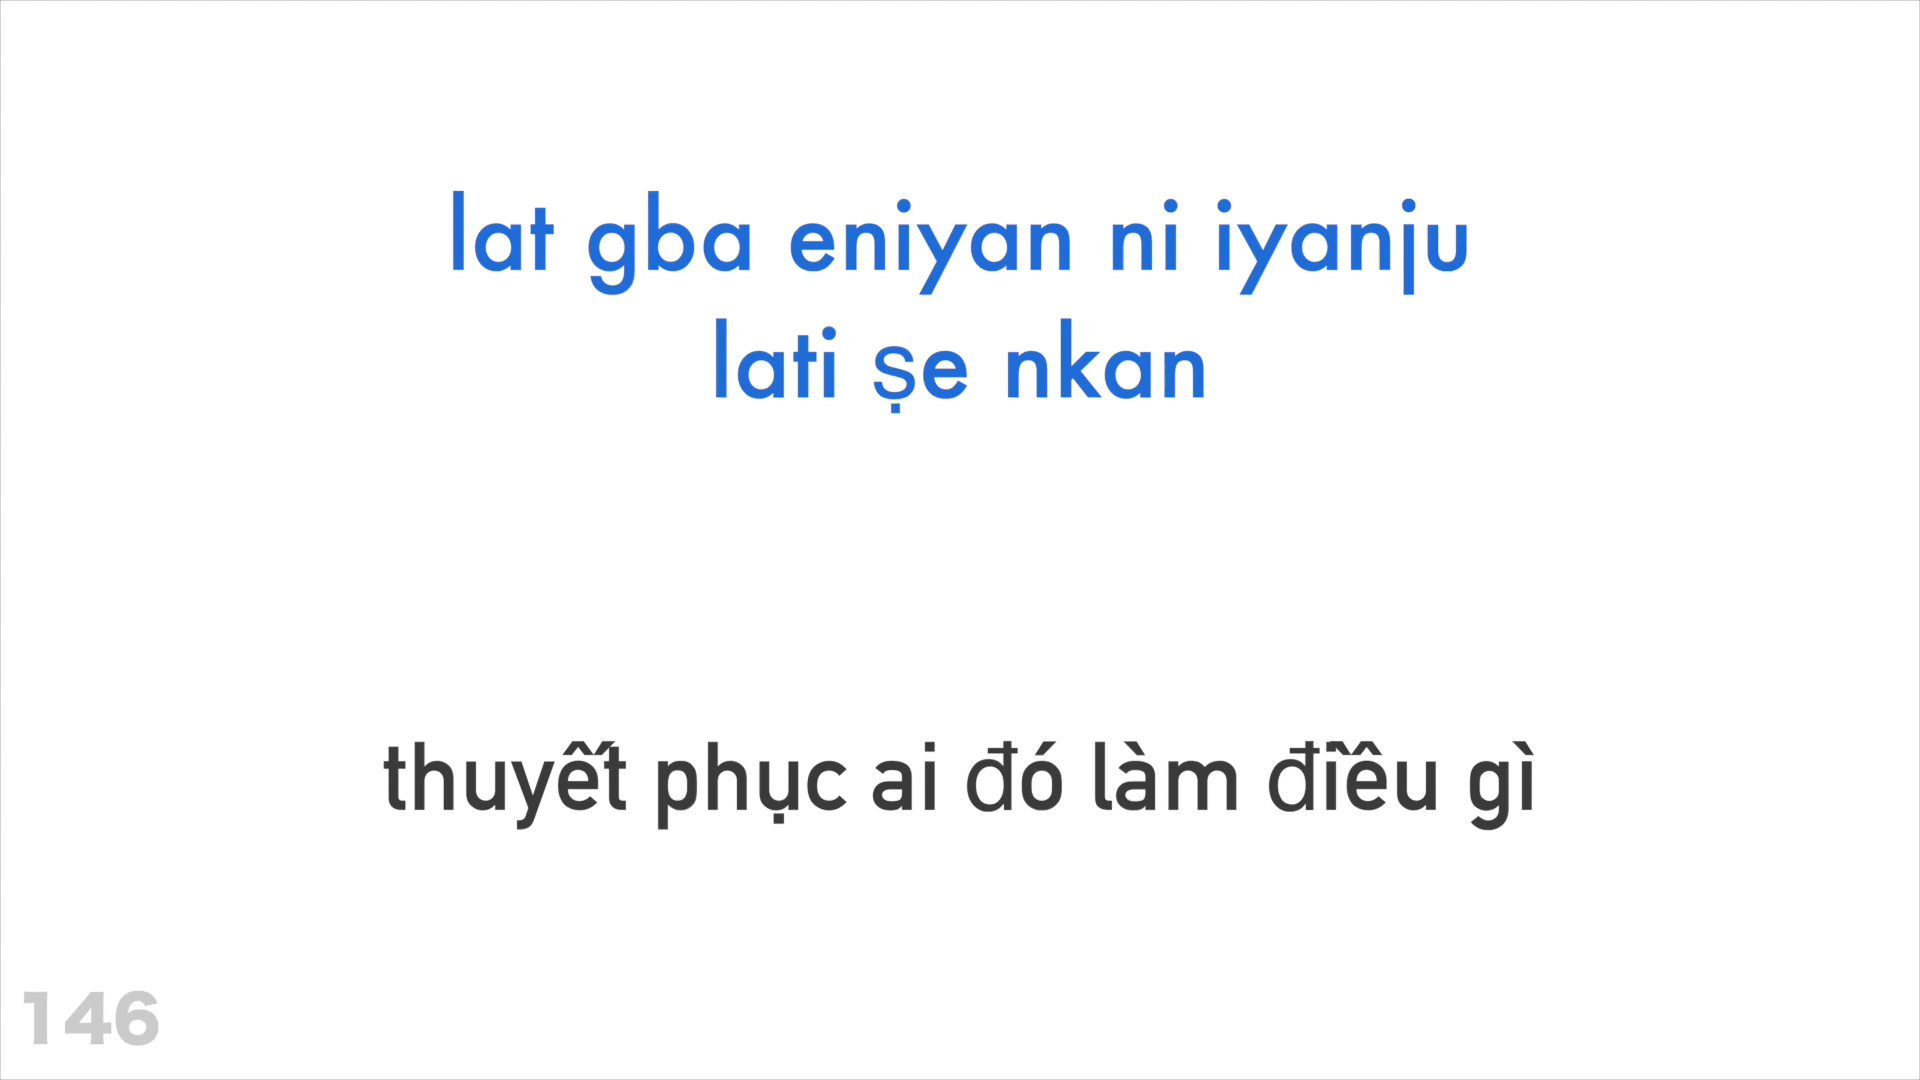 lat gba eniyan ni iyanju
lati ṣe nkan
thuyết phục ai đó làm điều gì
146